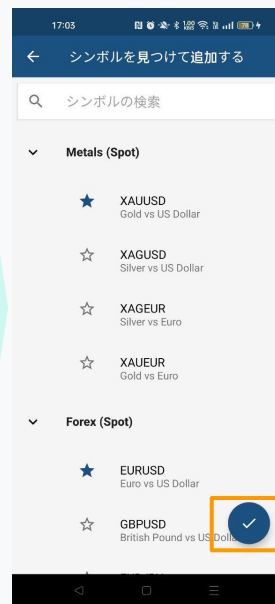 17:03
シンボルを見つけて追加する
シンボルの検索
Metals (Spot)
XAUUSD
Gold vs US Dollar
XAGUSD
Silver vs US Dollar
XAGEUR
Silver vs Euro
XAUEUR
Gold vs Euro
Forex (Spot)
EURUSD
Euro vs US Dollar
GBPUSD
British Pound vs US Dolla